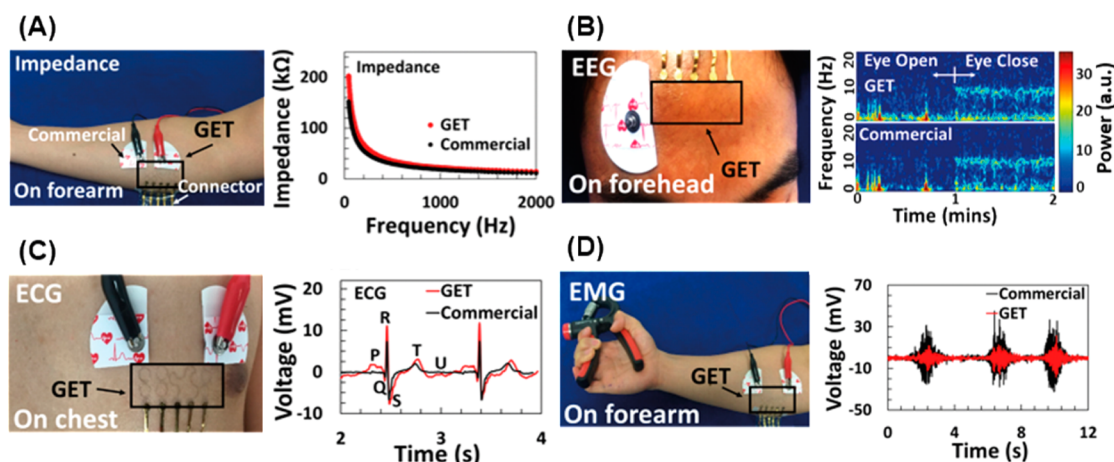 (A)
Impedance
Commercial
GET
On forearm
Connector
Impedance (kΩ)
200
100
0
Impedance
GET
Commercial
0
1000
2000
Frequency (Hz)
(B)
EEG
GET
On forehead
Frequency (Hz)
20
10
0
20
10
0
Eye Open
Eye Close
GET
Commercial
0
1
2
Time (mins)
30
20
10
0
Power (a.u.)
(C)
ECG
GET
On chest
Voltage (mV)
20
10
0
-10
ECG
GET
Commercial
R
P
Q
S
T
U
2
3
4
Time (s)
(D)
EMG
GET
On forearm
Voltage (mV)
70
30
-10
-50
Commercial
GET
0
4
8
12
Time (s)